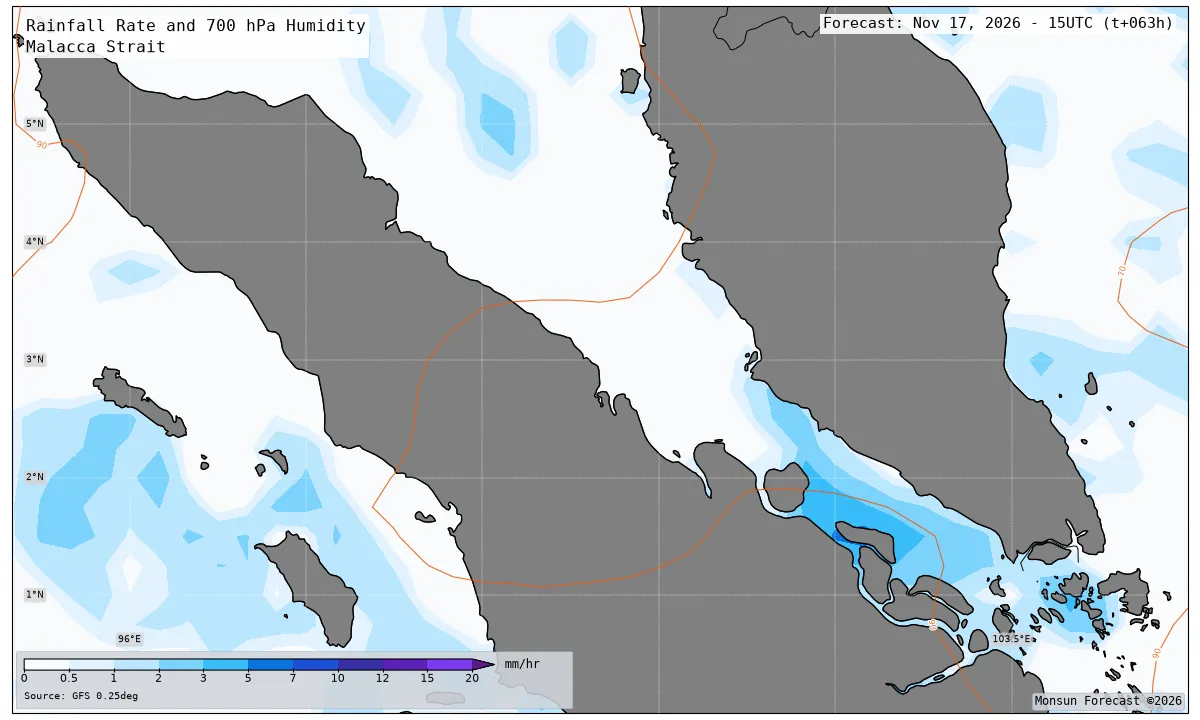 Rainfall Rate and 700 hPa Humidity
Malacca Strait
Forecast: Nov 17, 2026 - 15UTC (t+063h)
5°N
90
4°N
70
3°N
2°N
1°N
90
96°E
103.5°E
90
0 0.5 1 2 3 5 7 10 12 15 20
mm/hr
Source: GFS 0.25deg
Monsun Forecast ©2026